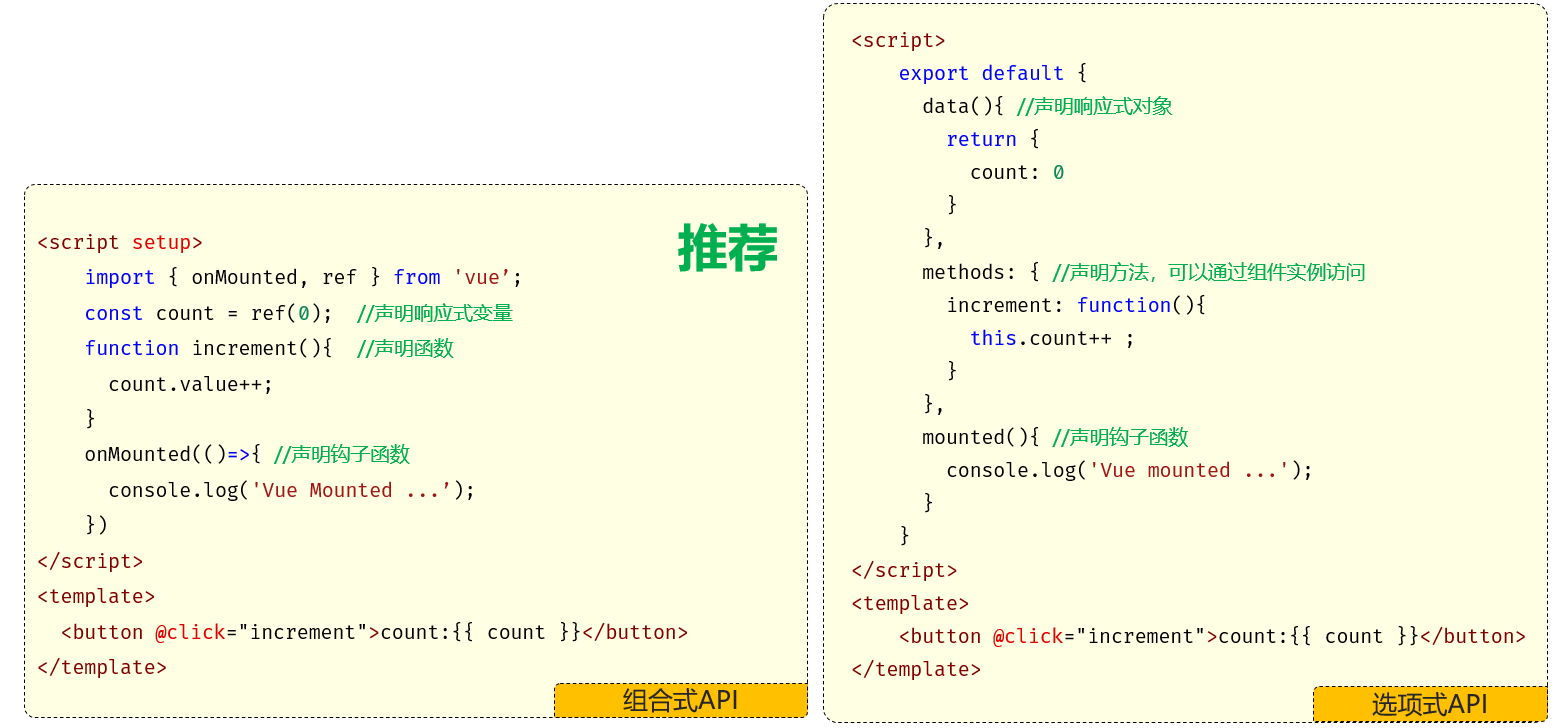 <script setup>
    import { onMounted, ref } from 'vue’;
    const count = ref(0);  //声明响应式变量
    function increment(){  //声明函数
      count.value++;
    }
    onMounted(()=>{ //声明钩子函数
      console.log('Vue Mounted ...’);
    })
</script>
<template>
  <button @click="increment">count:{{ count }}</button>
</template>
推荐
组合式API
<script>
    export default {
      data(){ //声明响应式对象
        return {
          count: 0
        }
      },
      methods: { //声明方法，可以通过组件实例访问
        increment: function(){
          this.count++ ;
        }
      },
      mounted(){ //声明钩子函数
        console.log('Vue mounted ...');
      }
    }
</script>
<template>
    <button @click="increment">count:{{ count }}</button>
</template>
选项式API